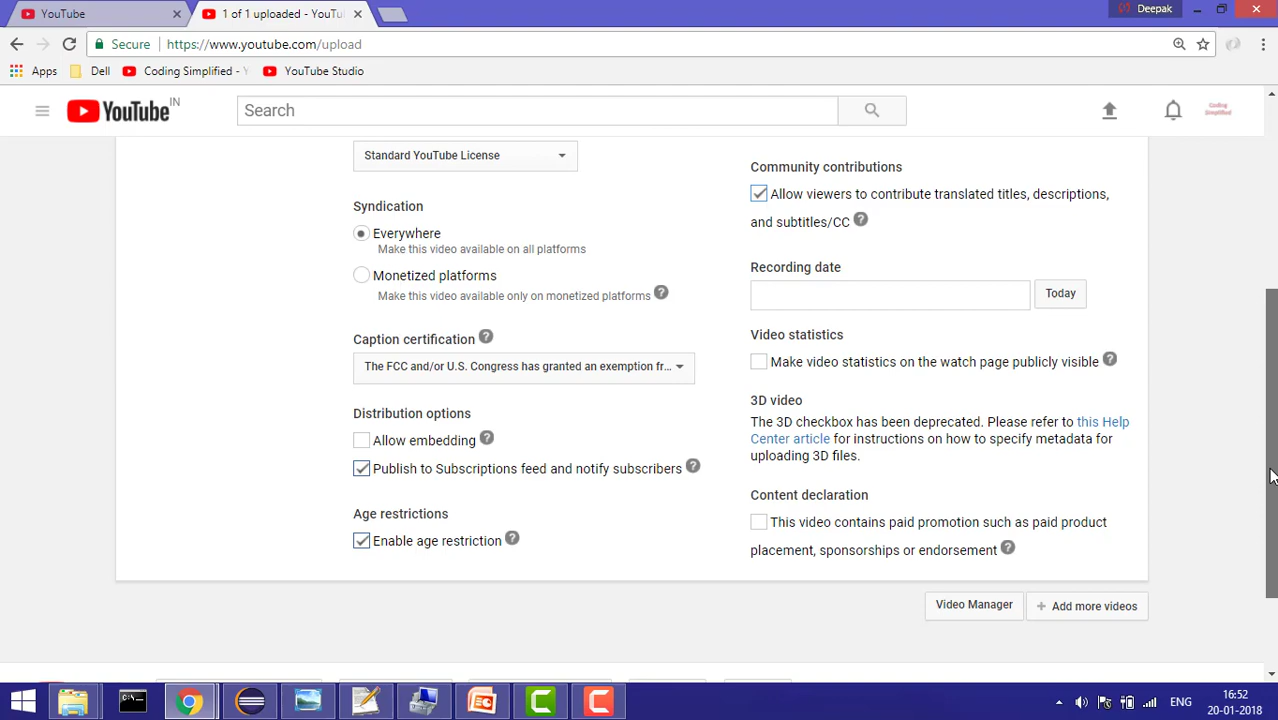 YouTube
1 of 1 uploaded - YouTu
Deepak
Secure
https://www.youtube.com/upload
Apps
Dell
Coding Simplified - Y
YouTube Studio
YouTube IN
Search
Coding Simplified
Standard YouTube License
Syndication
Everywhere
Make this video available on all platforms
Monetized platforms
Make this video available only on monetized platforms ?
Caption certification ?
The FCC and/or U.S. Congress has granted an exemption fr...
Distribution options
Allow embedding ?
Publish to Subscriptions feed and notify subscribers ?
Age restrictions
Enable age restriction ?
Community contributions
Allow viewers to contribute translated titles, descriptions,
and subtitles/CC ?
Recording date
Today
Video statistics
Make video statistics on the watch page publicly visible ?
3D video
The 3D checkbox has been deprecated. Please refer to this Help
Center article for instructions on how to specify metadata for
uploading 3D files.
Content declaration
This video contains paid promotion such as paid product
placement, sponsorships or endorsement ?
Video Manager
+ Add more videos
ENG
16:52
20-01-2018